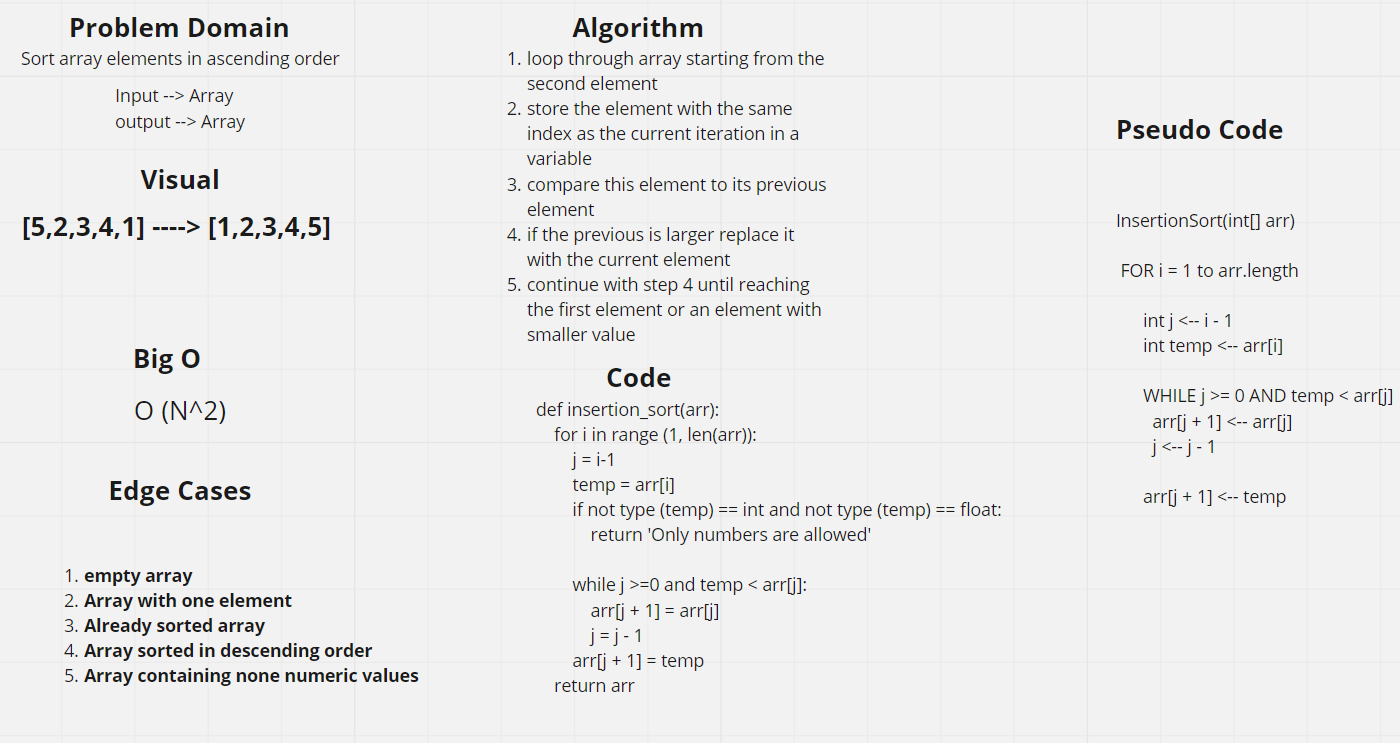 Problem Domain
Sort array elements in ascending order
Input --> Array
output --> Array
Visual
[5,2,3,4,1] ----> [1,2,3,4,5]
Big O
O (N^2)
Edge Cases
1. empty array
2. Array with one element
3. Already sorted array
4. Array sorted in descending order
5. Array containing none numeric values
Algorithm
1. loop through array starting from the
second element
2. store the element with the same
index as the current iteration in a
variable
3. compare this element to its previous
element
4. if the previous is larger replace it
with the current element
5. continue with step 4 until reaching
the first element or an element with
smaller value
Code
def insertion_sort(arr):
for i in range (1, len(arr)):
j = i-1
temp = arr[i]
if not type (temp) == int and not type (temp) == float:
return 'Only numbers are allowed'
while j >=0 and temp < arr[j]:
arr[j + 1] = arr[j]
j = j - 1
arr[j + 1] = temp
return arr
Pseudo Code
InsertionSort(int[] arr)
FOR i = 1 to arr.length
int j <-- i - 1
int temp <-- arr[i]
WHILE j >= 0 AND temp < arr[j]
arr[j + 1] <-- arr[j]
j <-- j - 1
arr[j + 1] <-- temp